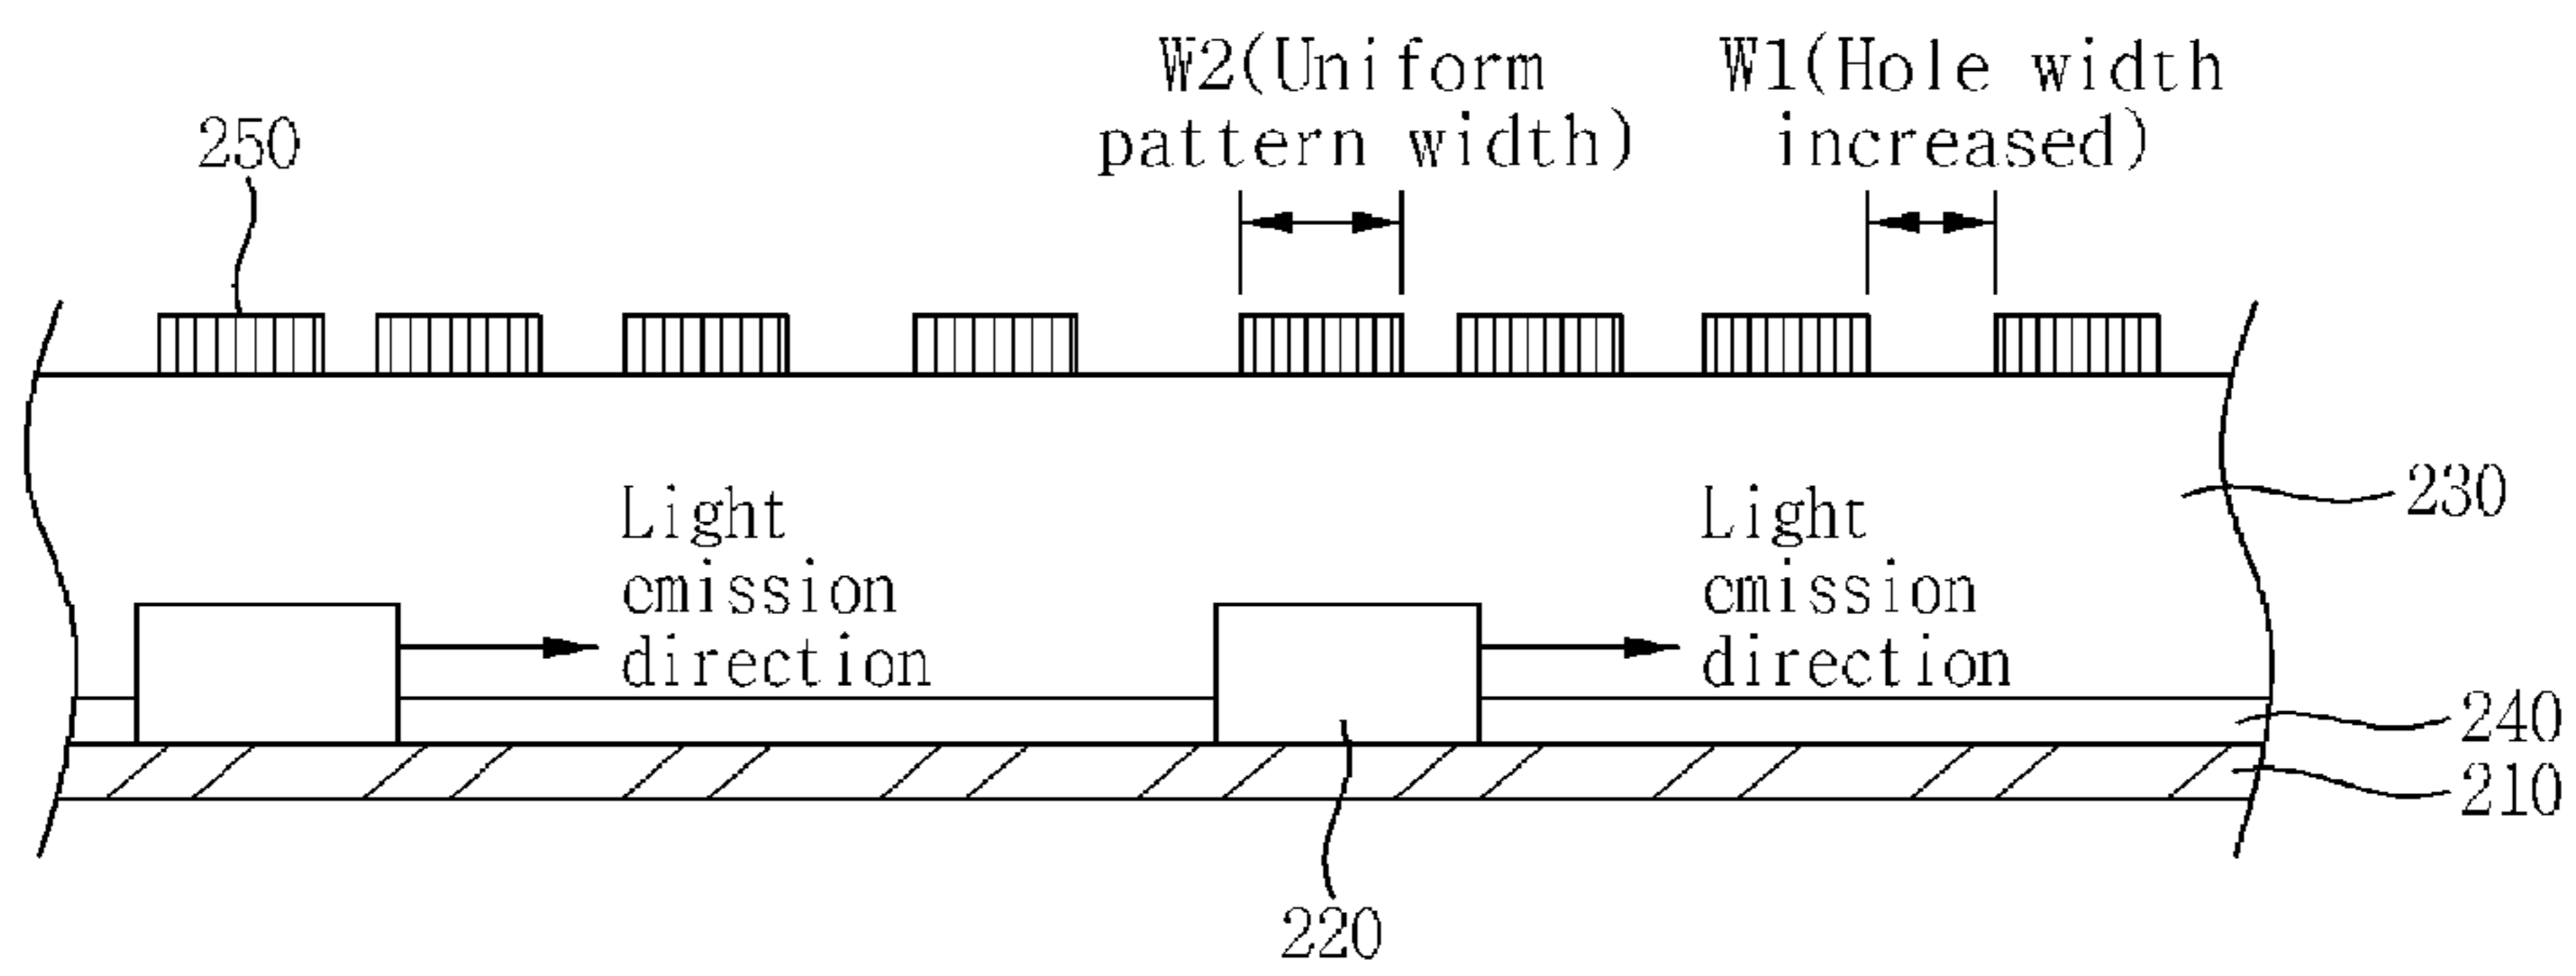 W2(Uniform
pattern width)
W1(Hole width
increased)
250
Light
cmission
direction
Light
cmission
direction
230
240
210
220